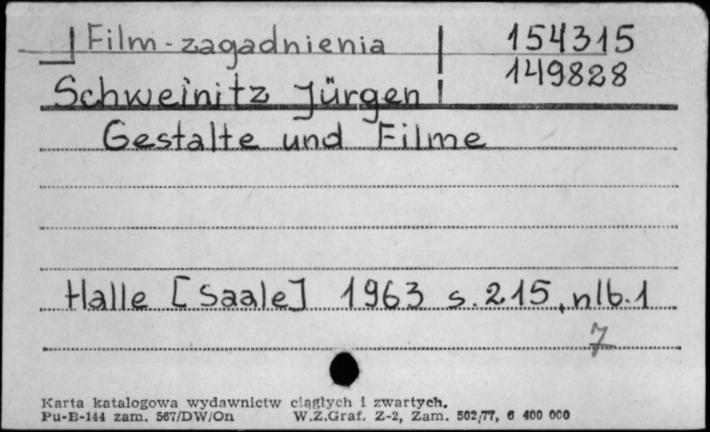 Film-zagadnienia
154315
149828
Schweinitz Jürgen
Gestalte und Filme
Halle [Saale] 1963 s.215, nlb.1
7
Karta katalogowa wydawnictw ciągłych i zwartych.
Pu-B-144 zam. 567/DW/On W.Z.Graf. Z-2, Zam. 502/77, 6 400 000